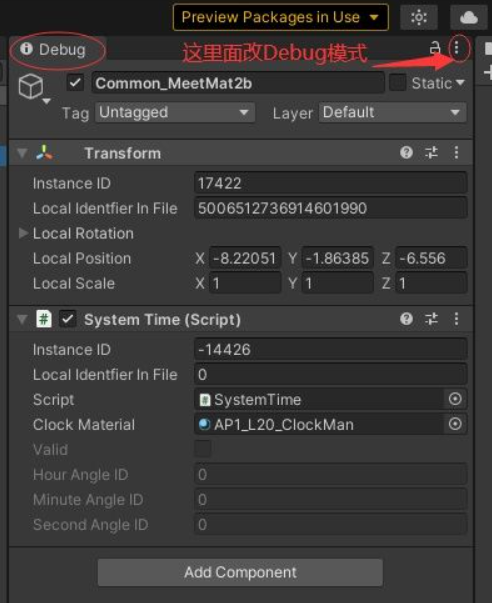 Preview Packages in Use
Debug
这里面改Debug模式
Common_MeetMat2b
Static
Tag Untagged Layer Default
Transform
Instance ID 17422
Local Identfier In File 5006512736914601990
Local Rotation
Local Position X -8.22051 Y -1.86385 Z -6.556
Local Scale X 1 Y 1 Z 1
# System Time (Script)
Instance ID -14426
Local Identfier In File 0
Script # SystemTime
Clock Material AP1_L20_ClockMan
Valid
Hour Angle ID 0
Minute Angle ID 0
Second Angle ID 0
Add Component